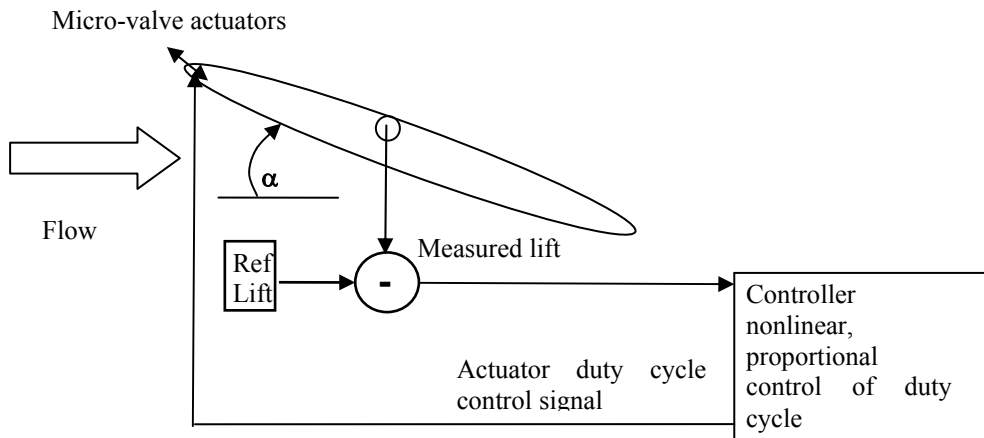 Micro-valve actuators
α
Flow
Measured lift
Ref
Lift
-
Controller
nonlinear,
proportional
control of duty
cycle
Actuator duty cycle
control signal